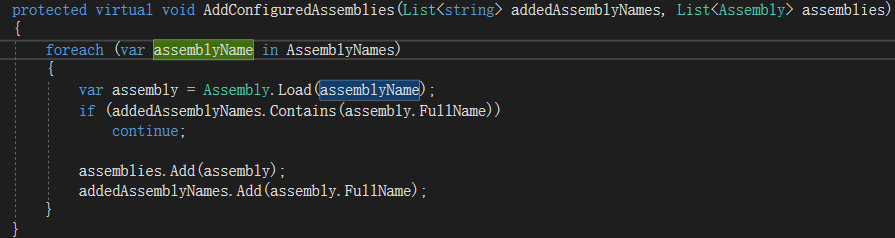 protected virtual void AddConfiguredAssemblies(List<string> addedAssemblyNames, List<Assembly> assemblies)
{
    foreach (var assemblyName in AssemblyNames)
    {
        var assembly = Assembly.Load(assemblyName);
        if (addedAssemblyNames.Contains(assembly.FullName))
            continue;

        assemblies.Add(assembly);
        addedAssemblyNames.Add(assembly.FullName);
    }
}